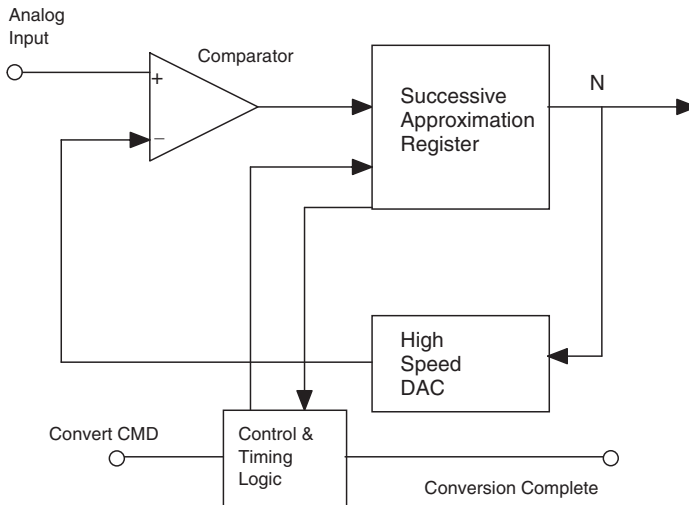 Analog
Input
Comparator
+
−
Successive
Approximation
Register
N
High
Speed
DAC
Convert CMD
Control &
Timing
Logic
Conversion Complete